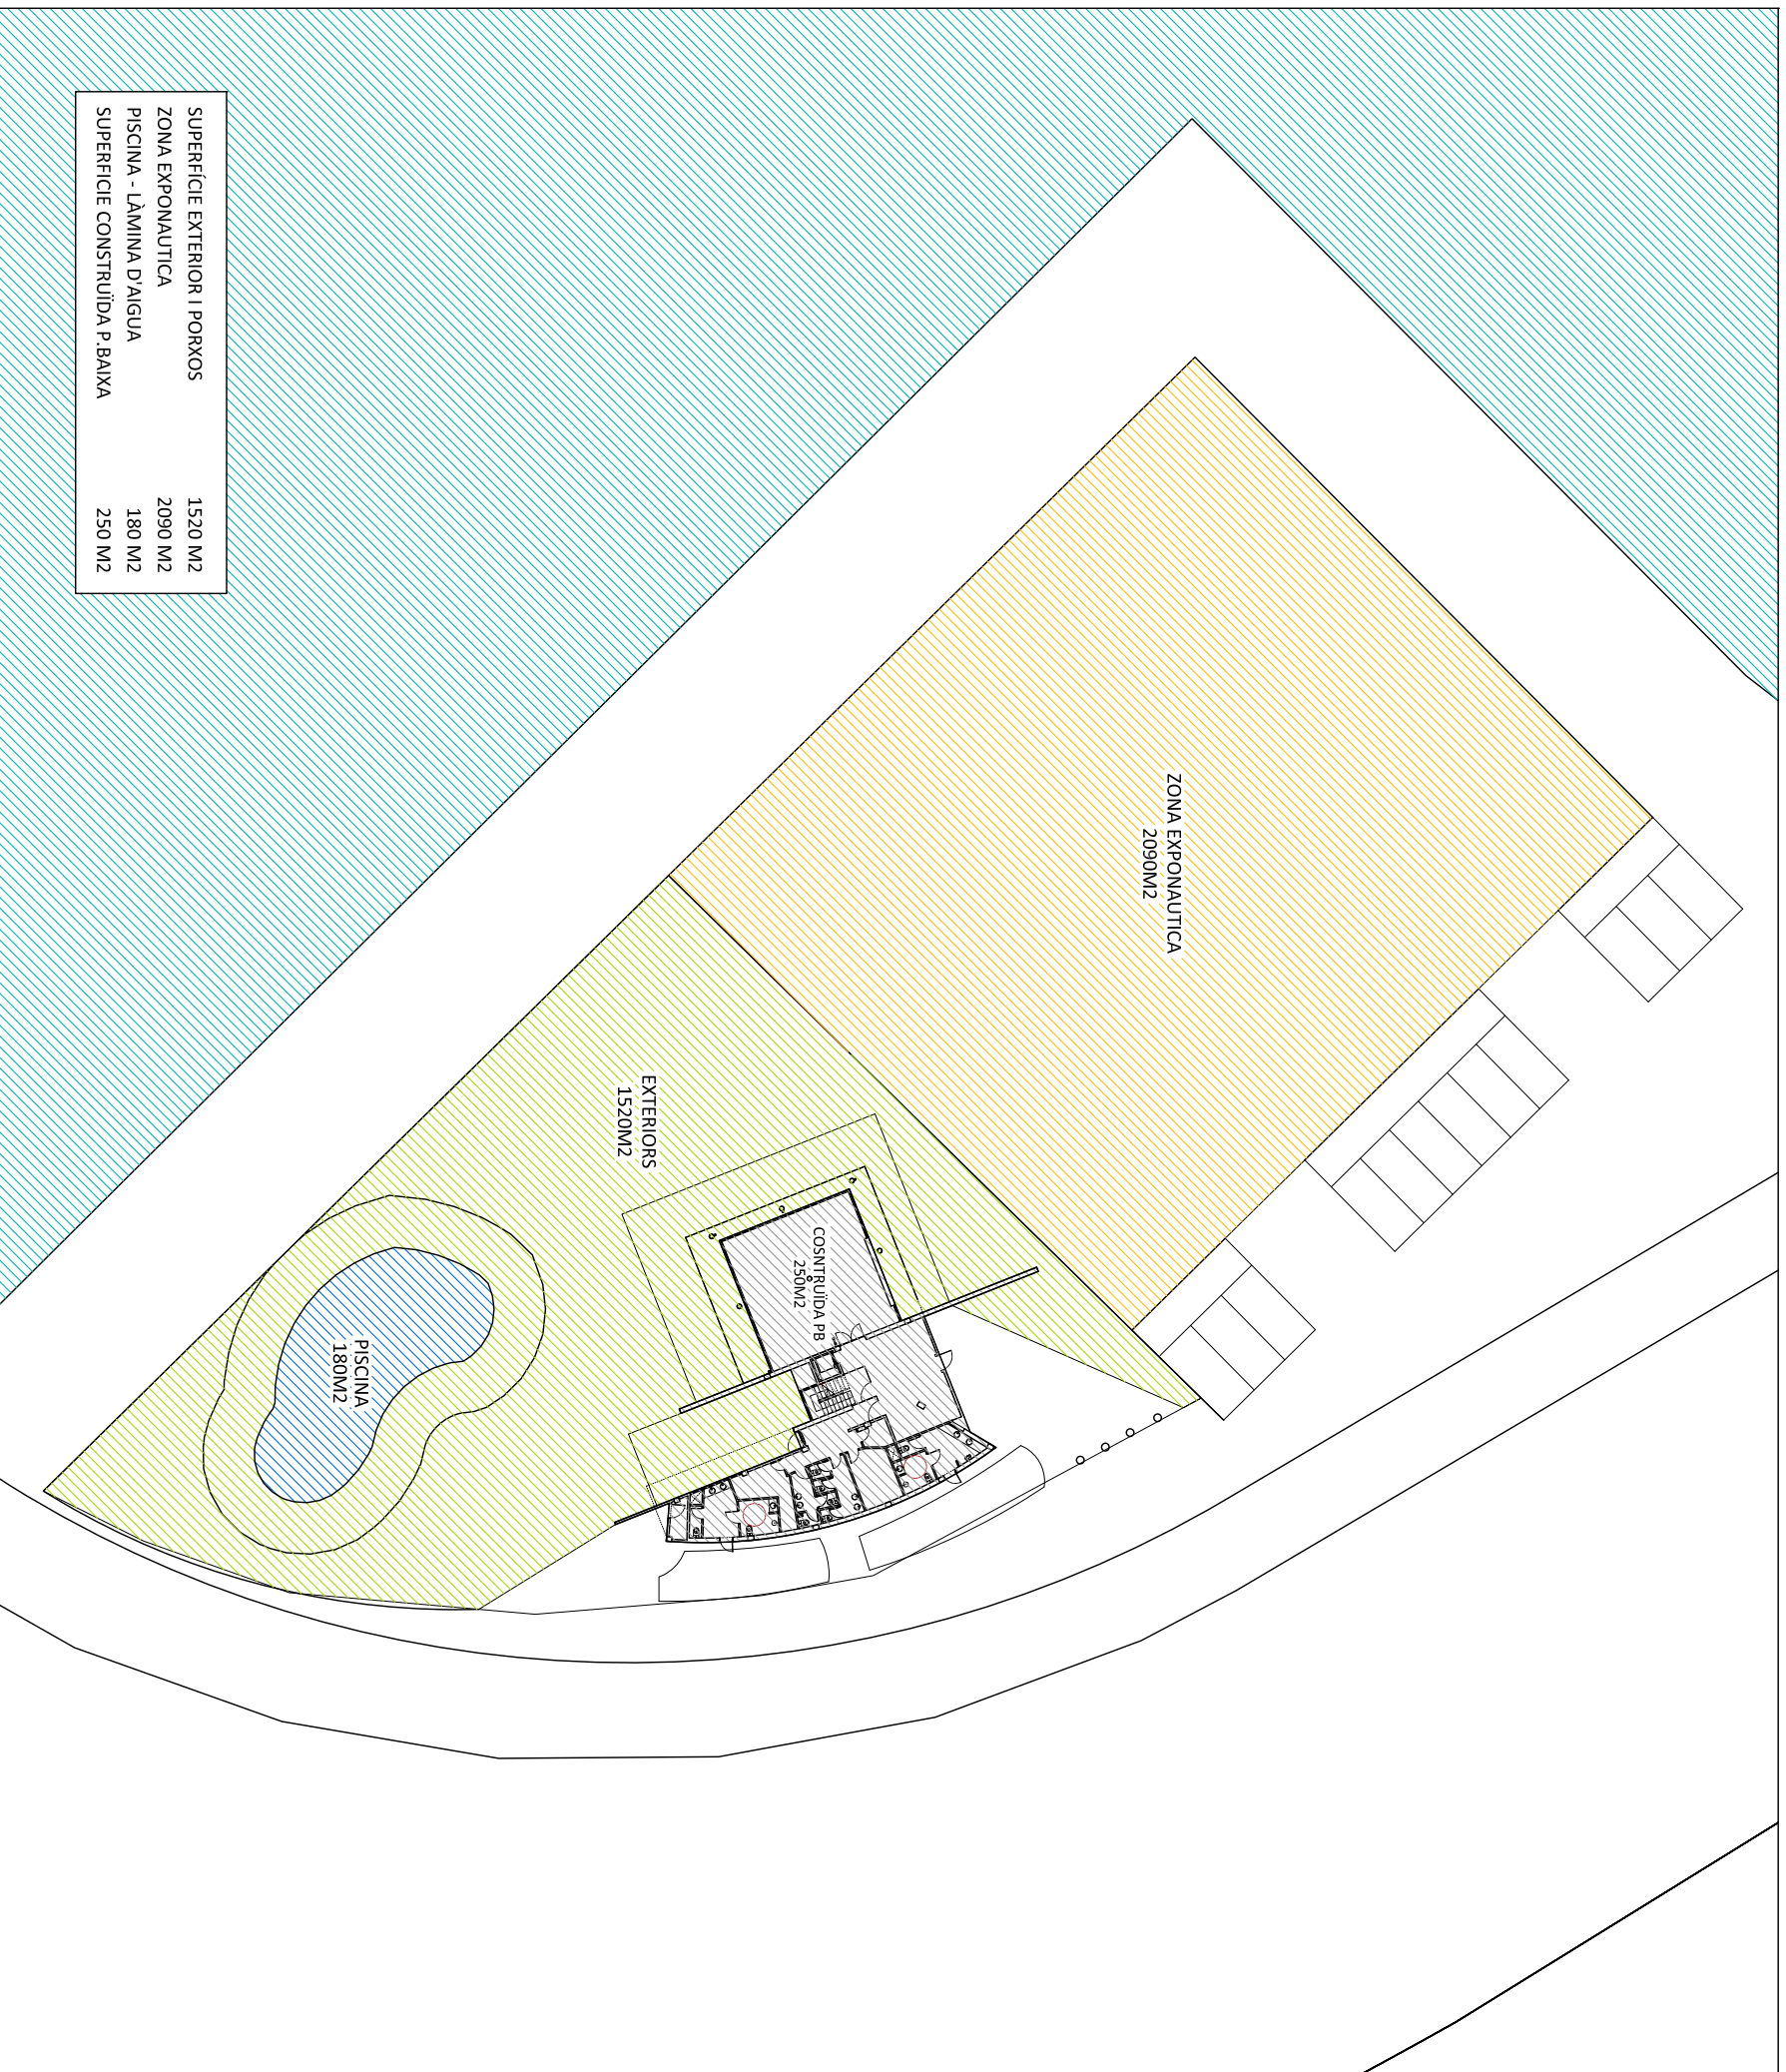 SUPERFÍCIE EXTERIOR I PORXOS 1520 M2
ZONA EXPONAUTICA 2090 M2
PISCINA - LÀMINA D'AIGUA 180 M2
SUPERFICIE CONSTRUÏDA P.BAIXA 250 M2
ZONA EXPONAUTICA
2090M2
EXTERIORS
1520M2
COSNTRUÏDA PB
250M2
PISCINA
180M2